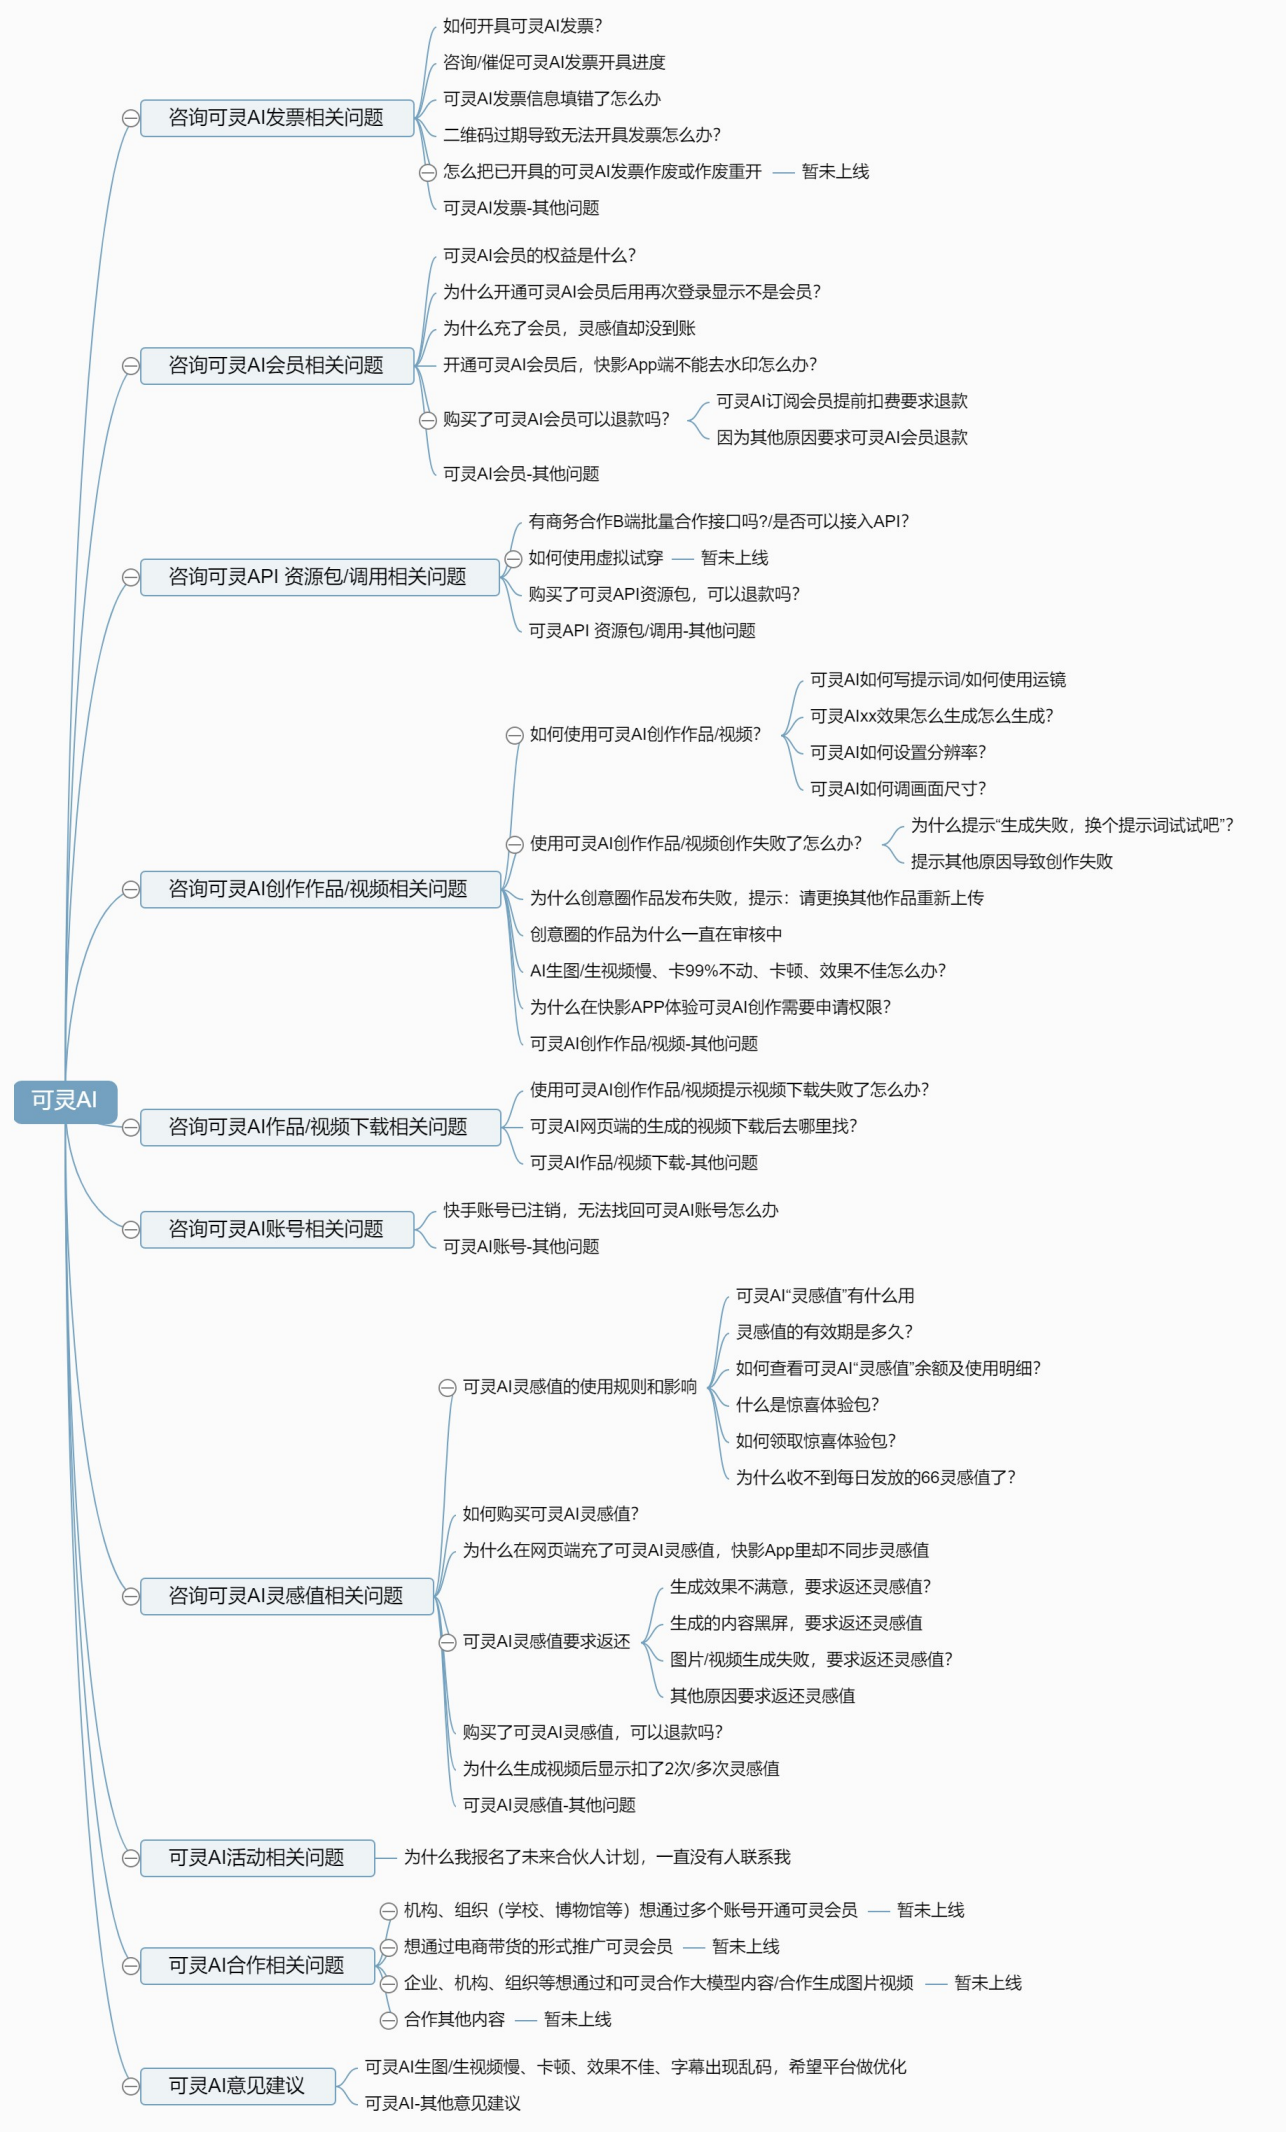 如何开具可灵AI发票？
咨询/催促可灵AI发票开具进度
可灵AI发票信息填错了怎么办
咨询可灵AI发票相关问题
二维码过期导致无法开具发票怎么办？
怎么把已开具的可灵AI发票作废或作废重开
暂未上线
可灵AI发票-其他问题
可灵AI会员的权益是什么？
为什么开通可灵AI会员后用再次登录显示不是会员？
为什么充了会员，灵感值却没到账
咨询可灵AI会员相关问题
开通可灵AI会员后，快影App端不能去水印怎么办？
购买了可灵AI会员可以退款吗？
可灵AI订阅会员提前扣费要求退款
因为其他原因要求可灵AI会员退款
可灵AI会员-其他问题
有商务合作B端批量合作接口吗?/是否可以接入API？
如何使用虚拟试穿
暂未上线
咨询可灵API 资源包/调用相关问题
购买了可灵API资源包，可以退款吗？
可灵API 资源包/调用-其他问题
如何使用可灵AI创作作品/视频？
可灵AI如何写提示词/如何使用运镜
可灵AIxx效果怎么生成怎么生成？
可灵AI如何设置分辨率？
可灵AI如何调画面尺寸？
使用可灵AI创作作品/视频创作失败了怎么办？
为什么提示“生成失败，换个提示词试试吧”？
提示其他原因导致创作失败
咨询可灵AI创作作品/视频相关问题
为什么创意圈作品发布失败，提示：请更换其他作品重新上传
创意圈的作品为什么一直在审核中
AI生图/生视频慢、卡99%不动、卡顿、效果不佳怎么办？
为什么在快影APP体验可灵AI创作需要申请权限？
可灵AI创作作品/视频-其他问题
可灵AI
使用可灵AI创作作品/视频提示视频下载失败了怎么办？
咨询可灵AI作品/视频下载相关问题
可灵AI网页端的生成的视频下载后去哪里找？
可灵AI作品/视频下载-其他问题
快手账号已注销，无法找回可灵AI账号怎么办
咨询可灵AI账号相关问题
可灵AI账号-其他问题
可灵AI灵感值的使用规则和影响
可灵AI“灵感值”有什么用
灵感值的有效期是多久？
如何查看可灵AI“灵感值”余额及使用明细？
什么是惊喜体验包？
如何领取惊喜体验包？
为什么收不到每日发放的66灵感值了？
如何购买可灵AI灵感值？
为什么在网页端充了可灵AI灵感值，快影App里却不同步灵感值
咨询可灵AI灵感值相关问题
可灵AI灵感值要求返还
生成效果不满意，要求返还灵感值？
生成的内容黑屏，要求返还灵感值
图片/视频生成失败，要求返还灵感值？
其他原因要求返还灵感值
购买了可灵AI灵感值，可以退款吗？
为什么生成视频后显示扣了2次/多次灵感值
可灵AI灵感值-其他问题
可灵AI活动相关问题
为什么我报名了未来合伙人计划，一直没有人联系我
机构、组织（学校、博物馆等）想通过多个账号开通可灵会员
暂未上线
想通过电商带货的形式推广可灵会员
暂未上线
可灵AI合作相关问题
企业、机构、组织等想通过和可灵合作大模型内容/合作生成图片视频
暂未上线
合作其他内容
暂未上线
可灵AI生图/生视频慢、卡顿、效果不佳、字幕出现乱码，希望平台做优化
可灵AI意见建议
可灵AI-其他意见建议